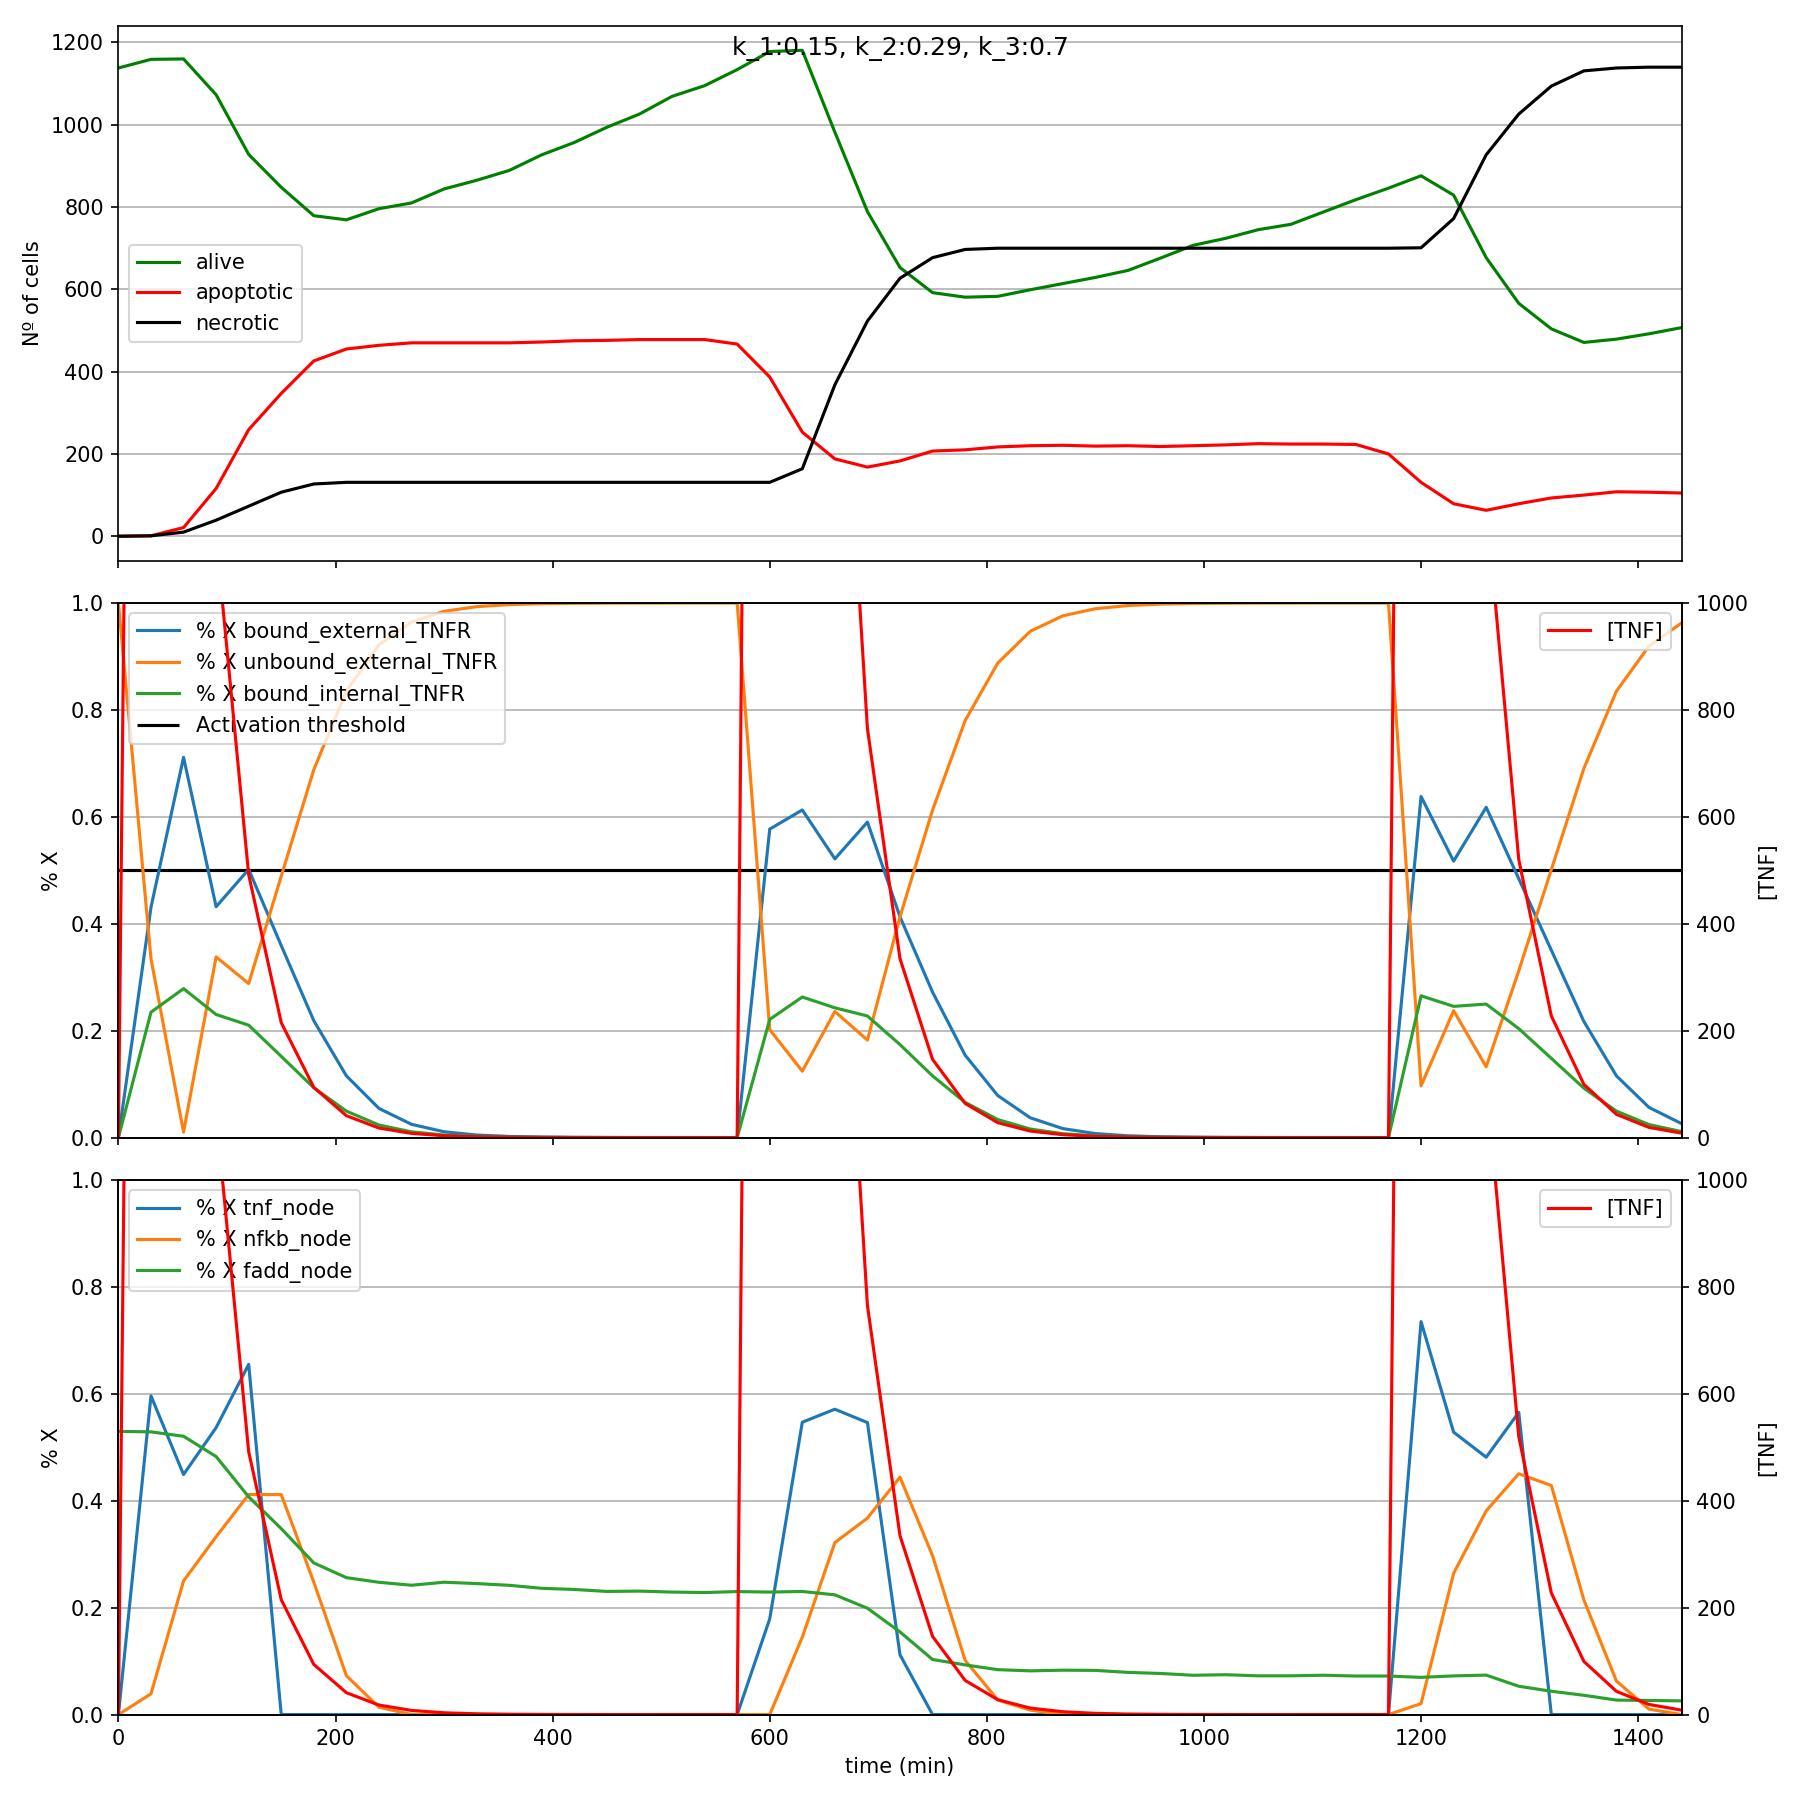 k_1:0.15, k_2:0.29, k_3:0.7
1200
1000
800
600
400
200
0
Nº of cells
alive
apoptotic
necrotic
1.0
0.8
0.6
0.4
0.2
0.0
% X
% X bound_external_TNFR
% X unbound_external_TNFR
% X bound_internal_TNFR
Activation threshold
[TNF]
1000
800
600
400
200
0
[TNF]
1.0
0.8
0.6
0.4
0.2
0.0
% X
% X tnf_node
% X nfkb_node
% X fadd_node
[TNF]
1000
800
600
400
200
0
[TNF]
0 200 400 600 800 1000 1200 1400
time (min)